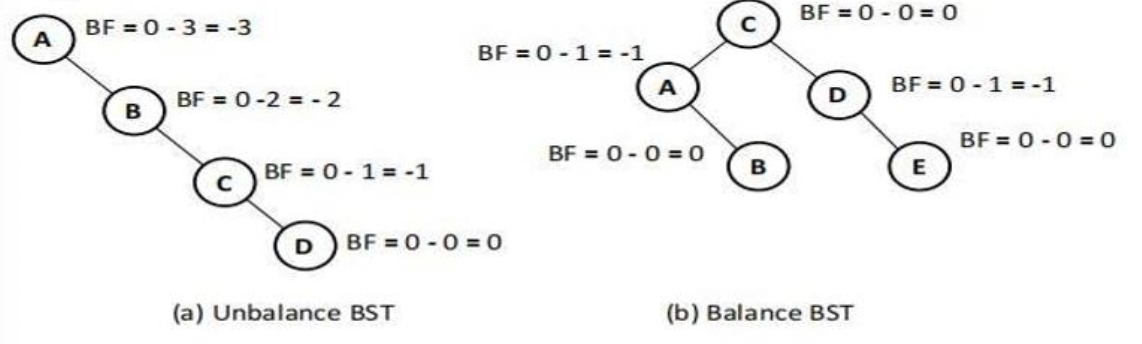 A
BF = 0 - 3 = -3
B
BF = 0 -2 = - 2
C
BF = 0 - 1 = -1
D
BF = 0 - 0 = 0
(a) Unbalance BST
C
BF = 0 - 0 = 0
BF = 0 - 1 = -1
A
D
BF = 0 - 1 = -1
BF = 0 - 0 = 0
B
E
BF = 0 - 0 = 0
(b) Balance BST